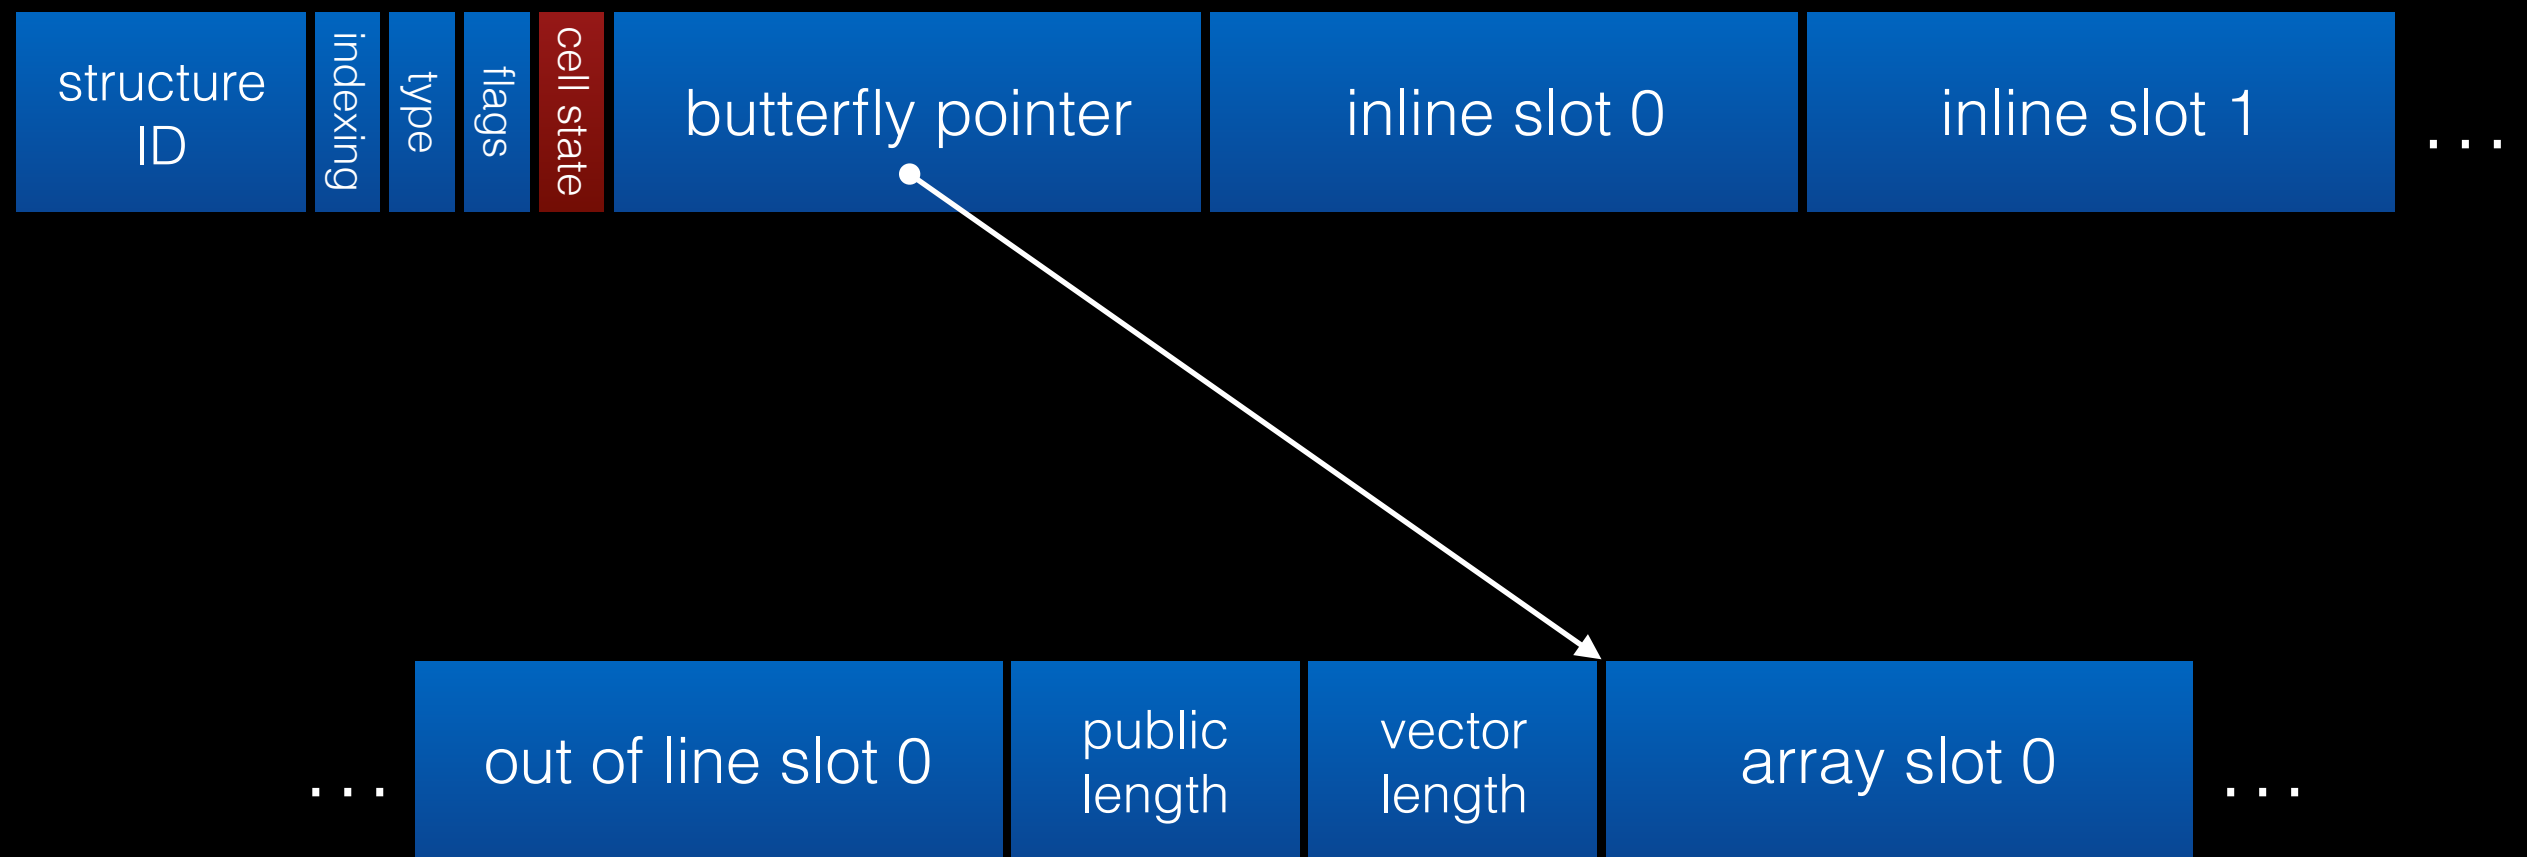 structure
ID
indexing
type
flags
cell state
butterfly pointer
inline slot 0
inline slot 1
...
...
out of line slot 0
public
length
vector
length
array slot 0
...